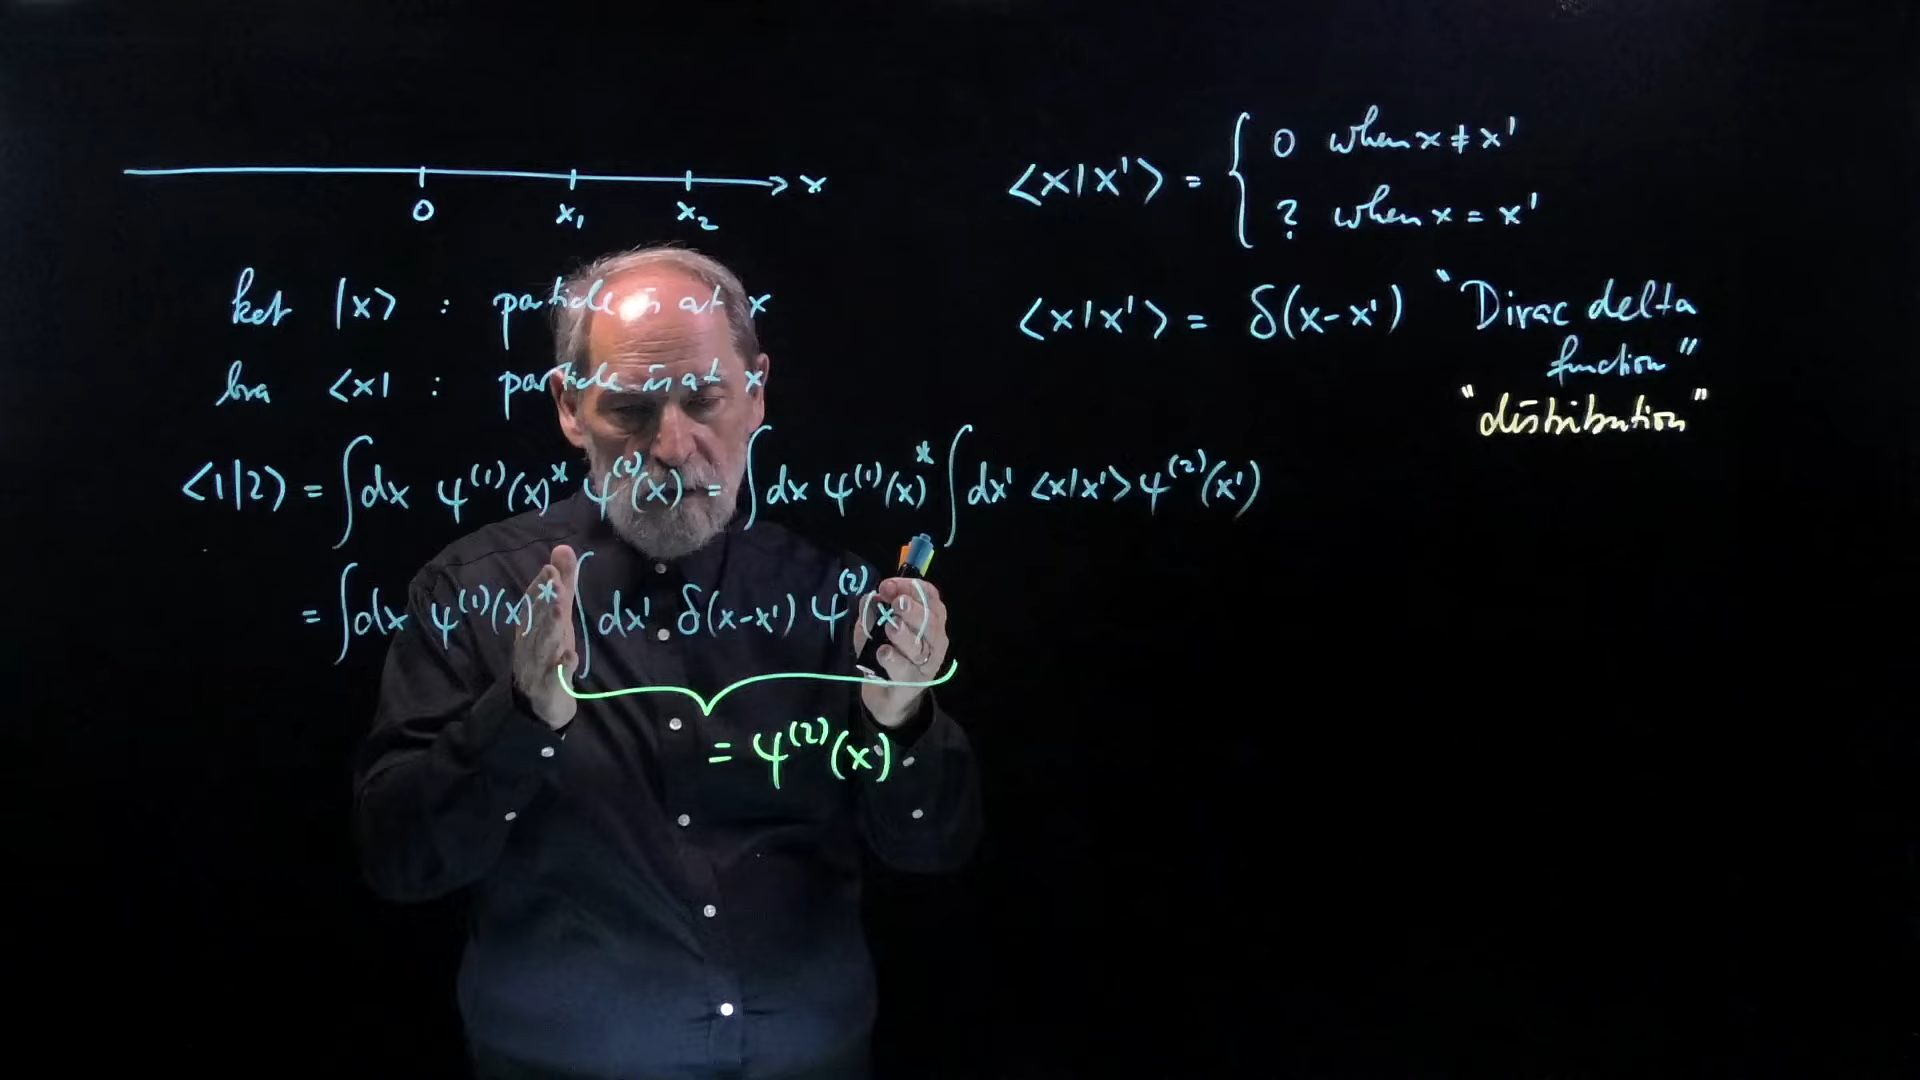 0 x₁ x₂ x
ket |x> : particle is at x
bra <x| : particle is at x
<x|x'> = { 0 when x ≠ x'
? when x = x'
<x|x'> = δ(x-x') "Dirac delta
function"
"distribution"
<1|2> = ∫dx ψ⁽¹⁾(x)* ψ⁽²⁾(x) = ∫dx ψ⁽¹⁾(x)* ∫dx' <x|x'> ψ⁽²⁾(x')
= ∫dx ψ⁽¹⁾(x)* ∫dx' δ(x-x') ψ⁽²⁾(x')
= ψ⁽²⁾(x)